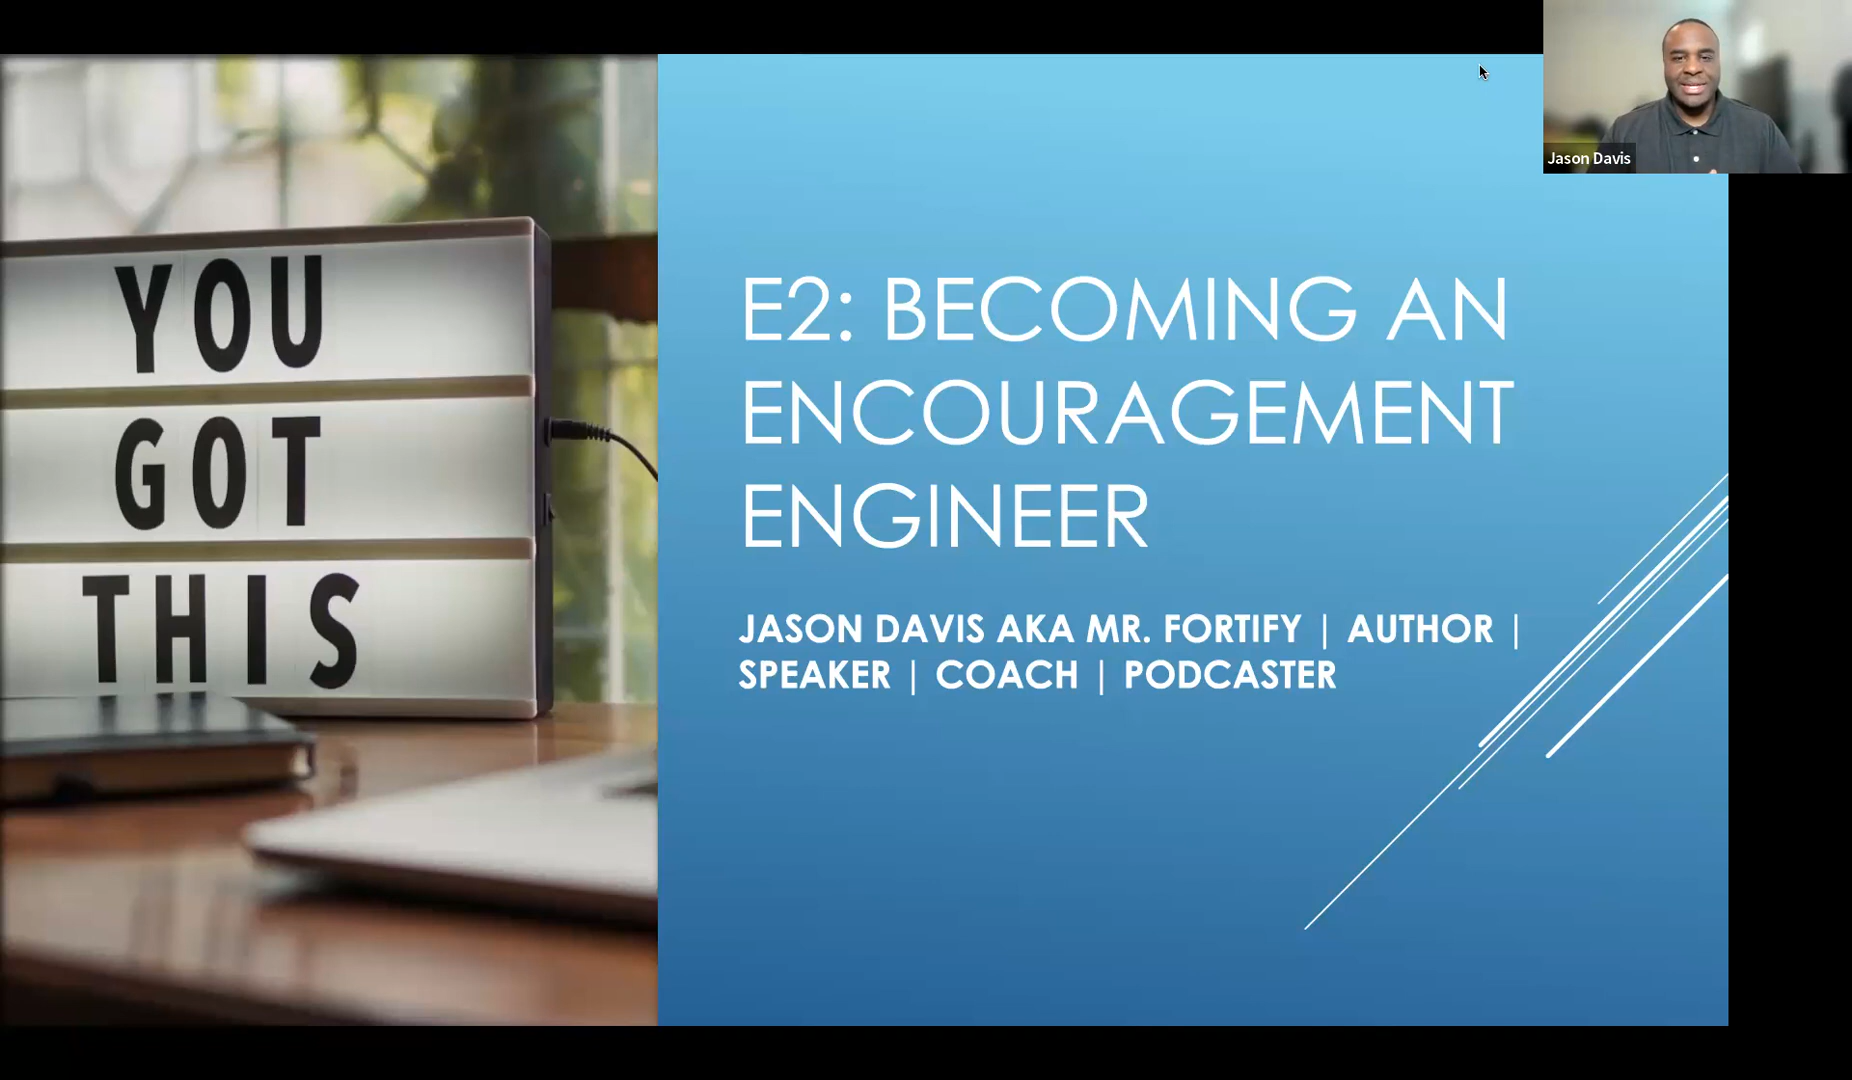 YOU
GOT
THIS
E2: BECOMING AN
ENCOURAGEMENT
ENGINEER
JASON DAVIS AKA MR. FORTIFY | AUTHOR |
SPEAKER | COACH | PODCASTER
Jason Davis